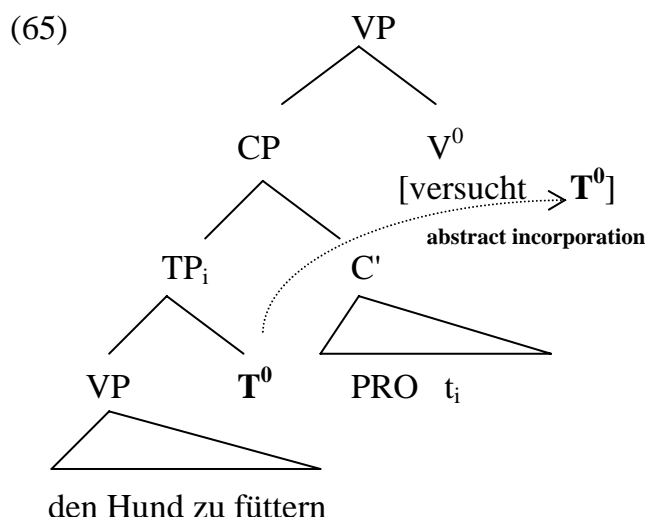 (65) VP
CP V⁰
[versucht T⁰]
abstract incorporation
TPᵢ C'
VP T⁰ PRO tᵢ
den Hund zu füttern